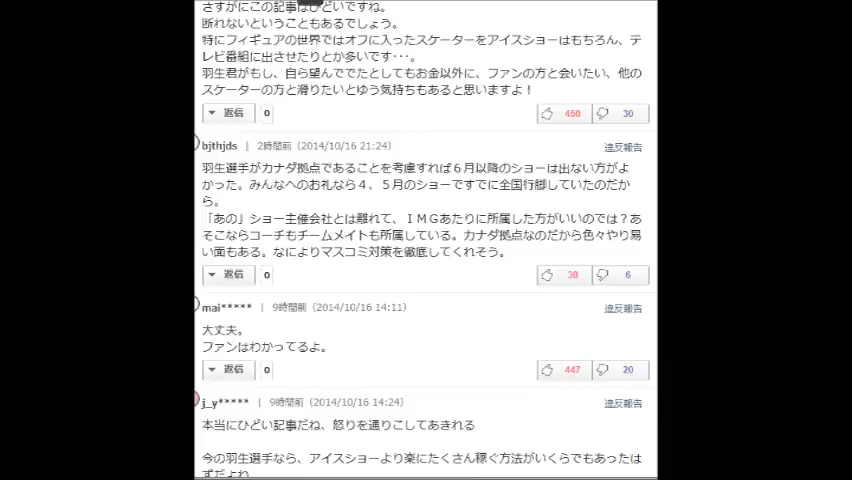 さすがにこの記事はひどいですね。
断れないということもあるでしょう。
特にフィギュアの世界ではオフに入ったスケーターをアイスショーはもちろん、テ
レビ番組に出させたりとか多いです･･･。
羽生君がもし、自ら望んででたとしてもお金以外に、ファンの方と会いたい、他の
スケーターの方と滑りたいとゆう気持ちもあると思いますよ！
返信 0 450 30
bjthjds | 2時間前（2014/10/16 21:24） 違反報告
羽生選手がカナダ拠点であることを考慮すれば６月以降のショーは出ない方がよ
かった。みんなへのお礼なら４、５月のショーですでに全国行脚していたのだか
ら。
「あの」ショー主催会社とは離れて、ＩＭＧあたりに所属した方がいいのでは？あ
そこならコーチもチームメイトも所属している。カナダ拠点なのだから色々やり易
い面もある。なによりマスコミ対策を徹底してくれそう。
返信 0 30 6
mai***** | 9時間前（2014/10/16 14:11） 違反報告
大丈夫。
ファンはわかってるよ。
返信 0 447 20
j_y***** | 9時間前（2014/10/16 14:24） 違反報告
本当にひどい記事だね、怒りを通りこしてあきれる
今の羽生選手なら、アイスショーより楽にたくさん稼ぐ方法がいくらでもあったは
ずだよね